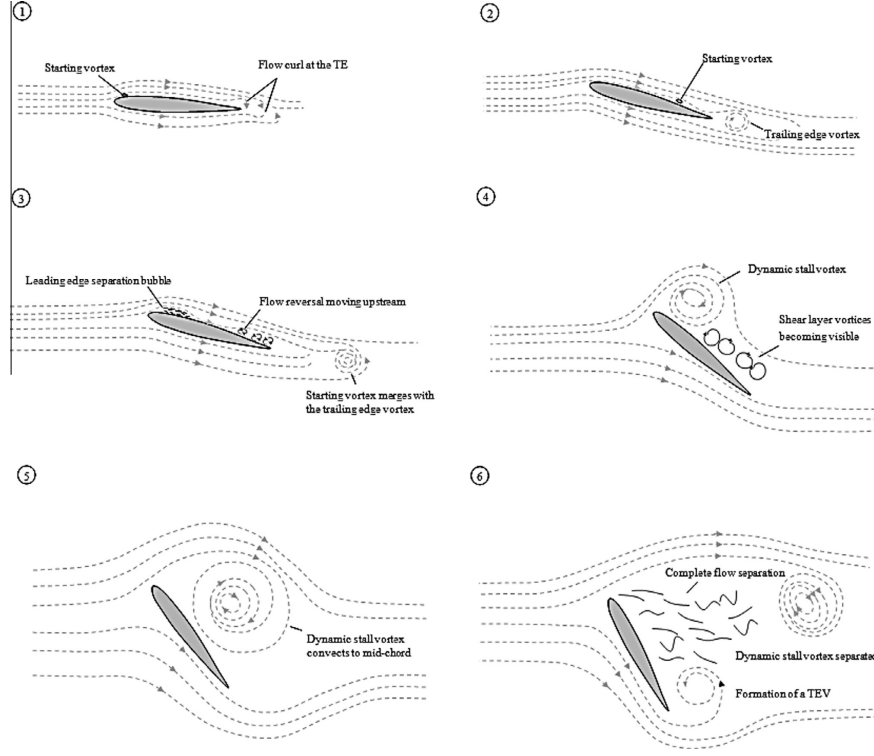 1
Starting vortex
Flow curl at the TE
2
Starting vortex
Trailing edge vortex
3
Leading edge separation bubble
Flow reversal moving upstream
Starting vortex merges with
the trailing edge vortex
4
Dynamic stall vortex
Shear layer vortices
becoming visible
5
Dynamic stall vortex
convects to mid-chord
6
Complete flow separation
Dynamic stall vortex separated
Formation of a TEV